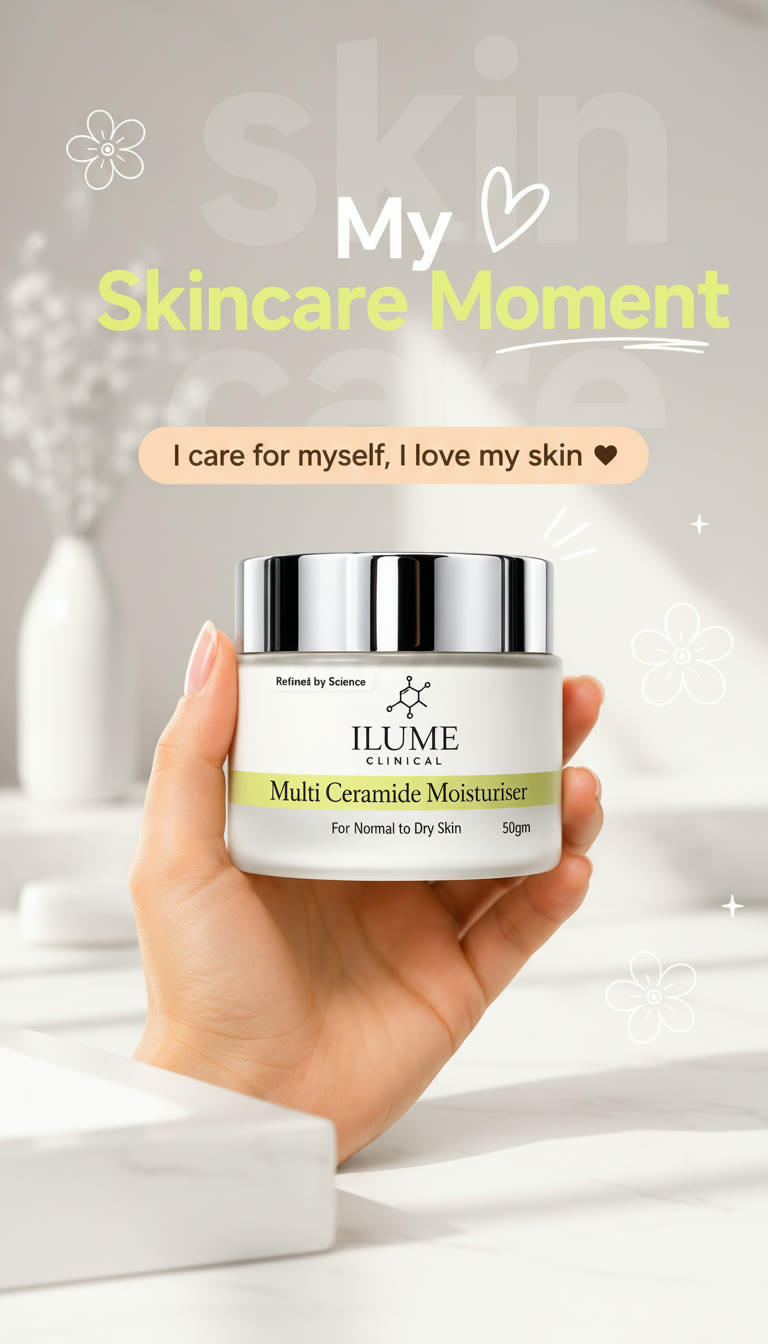 skin
My
Skincare Moment
care
I care for myself, I love my skin 🖤
Refined by Science
ILUME
CLINICAL
Multi Ceramide Moisturiser
For Normal to Dry Skin 50gm